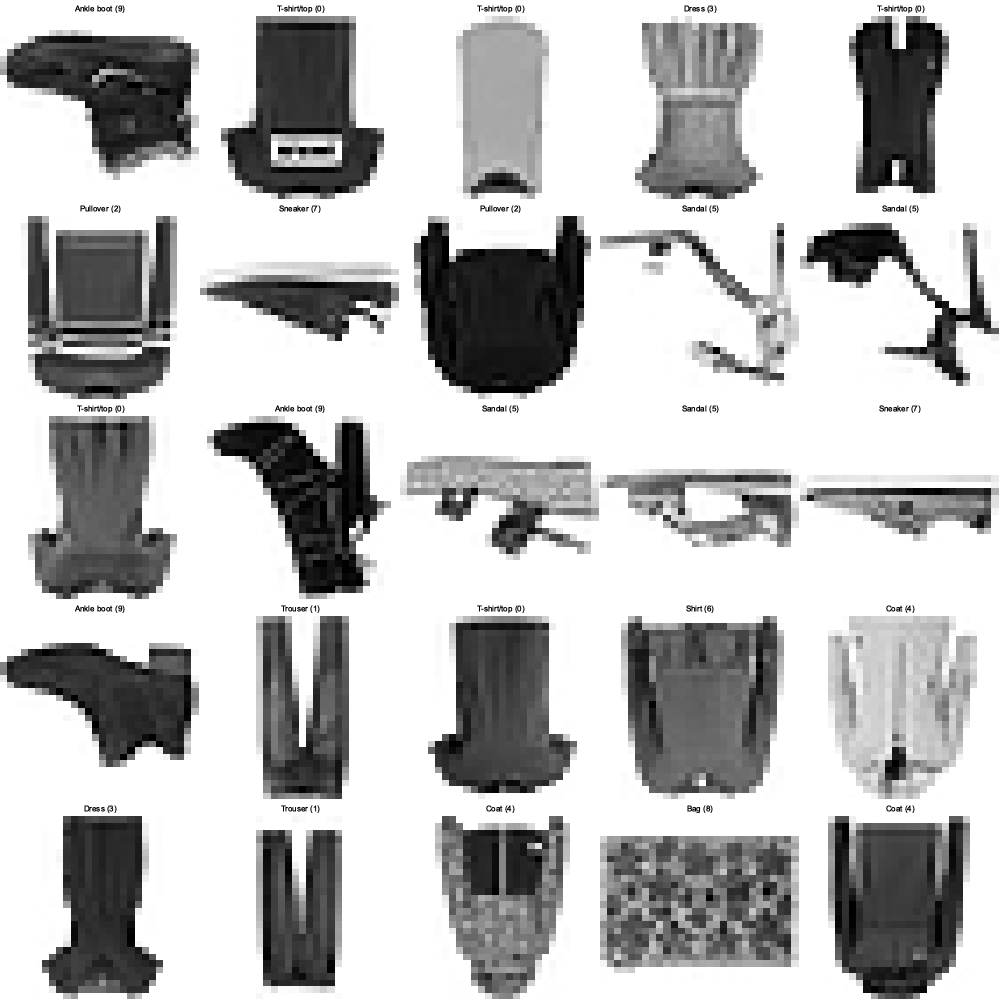 Ankle boot (9) T-shirt/top (0) T-shirt/top (0) Dress (3) T-shirt/top (0)
Pullover (2) Sneaker (7) Pullover (2) Sandal (5) Sandal (5)
T-shirt/top (0) Ankle boot (9) Sandal (5) Sandal (5) Sneaker (7)
Ankle boot (9) Trouser (1) T-shirt/top (0) Shirt (6) Coat (4)
Dress (3) Trouser (1) Coat (4) Bag (8) Coat (4)